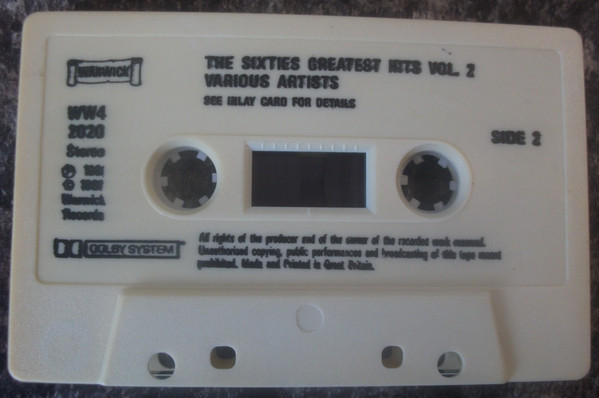 WARWICK
THE SIXTIES GREATEST HITS VOL. 2
VARIOUS ARTISTS
SEE INLAY CARD FOR DETAILS
WW4
2020
Stereo
Warwick
Records
SIDE 2
DOLBY SYSTEM
All rights of the producer and of the owner of the recorded work reserved.
Unauthorised copying, public performances and broadcasting of this tape meant
prohibited. Made and Printed in Great Britain.